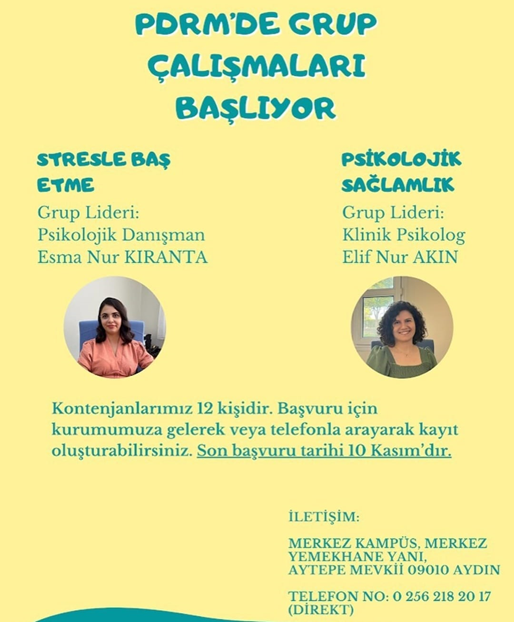 PDRM'DE GRUP
ÇALIŞMALARI
BAŞLIYOR
STRESLE BAŞ
ETME
Grup Lideri:
Psikolojik Danışman
Esma Nur KIRANTA
PSİKOLOJİK
SAĞLAMLIK
Grup Lideri:
Klinik Psikolog
Elif Nur AKIN
Kontenjanlarımız 12 kişidir. Başvuru için
kurumumuza gelerek veya telefonla arayarak kayıt
oluşturabilirsiniz. Son başvuru tarihi 10 Kasım'dır.
İLETİŞİM:
MERKEZ KAMPÜS, MERKEZ
YEMEKHANE YANI,
AYTEPE MEVKİİ 09010 AYDIN
TELEFON NO: 0 256 218 20 17
(DİREKT)